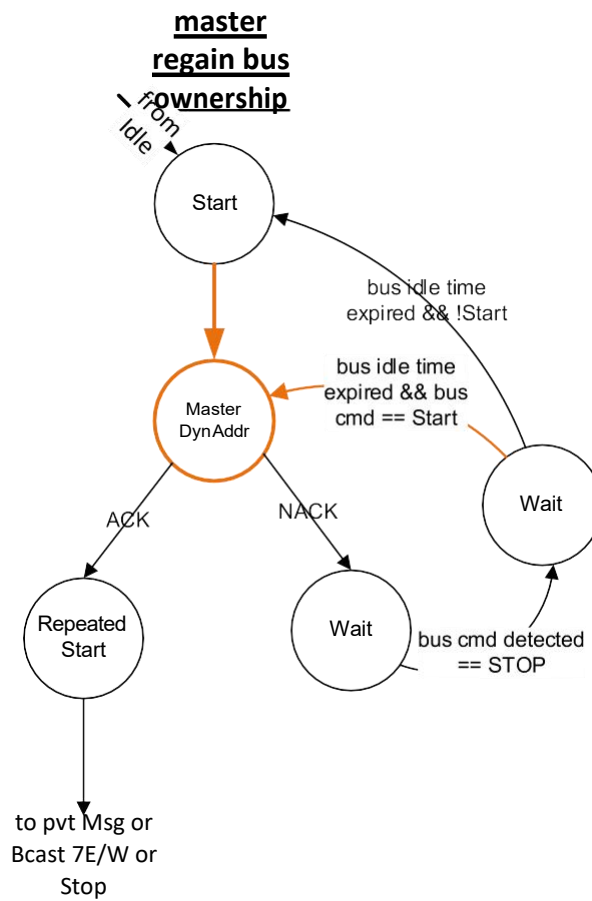 master
regain bus
ownership
from
Idle
Start
bus idle time
expired && !Start
bus idle time
expired && bus
cmd == Start
Master
DynAddr
Wait
ACK
NACK
Repeated
Start
Wait
bus cmd detected
== STOP
to pvt Msg or
Bcast 7E/W or
Stop